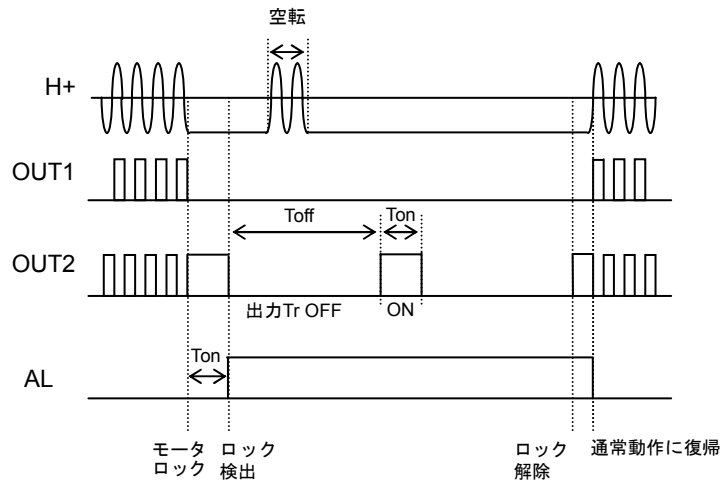 空転
H+
OUT1
Toff
Ton
OUT2
出力Tr OFF
ON
Ton
AL
モータ
ロック
ロック
検出
ロック
解除
通常動作に復帰